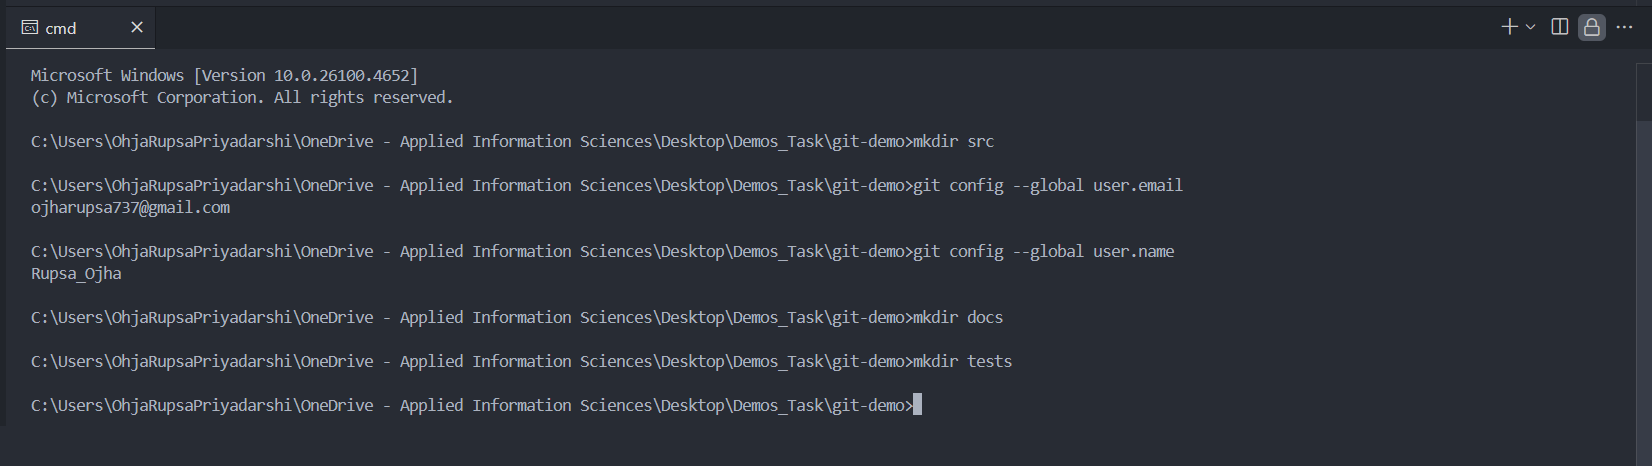 cmd
Microsoft Windows [Version 10.0.26100.4652]
(c) Microsoft Corporation. All rights reserved.
C:\Users\OhjaRupsaPriyadarshi\OneDrive - Applied Information Sciences\Desktop\Demos_Task\git-demo>mkdir src
C:\Users\OhjaRupsaPriyadarshi\OneDrive - Applied Information Sciences\Desktop\Demos_Task\git-demo>git config --global user.email
ojharupsa737@gmail.com
C:\Users\OhjaRupsaPriyadarshi\OneDrive - Applied Information Sciences\Desktop\Demos_Task\git-demo>git config --global user.name
Rupsa_Ojha
C:\Users\OhjaRupsaPriyadarshi\OneDrive - Applied Information Sciences\Desktop\Demos_Task\git-demo>mkdir docs
C:\Users\OhjaRupsaPriyadarshi\OneDrive - Applied Information Sciences\Desktop\Demos_Task\git-demo>mkdir tests
C:\Users\OhjaRupsaPriyadarshi\OneDrive - Applied Information Sciences\Desktop\Demos_Task\git-demo>